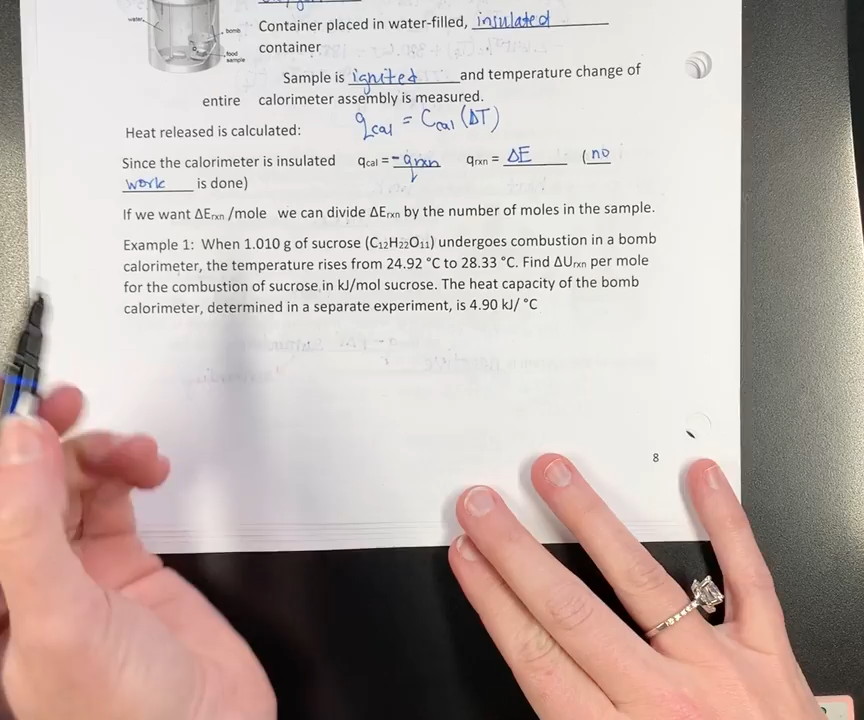 water
bomb
food
sample
Container placed in water-filled, insulated
container
Sample is ignited and temperature change of
entire calorimeter assembly is measured.
Heat released is calculated: qcal = Ccal (ΔT)
Since the calorimeter is insulated qcal = -qrxn qrxn = ΔE (no
work is done)
If we want ΔErxn /mole we can divide ΔErxn by the number of moles in the sample.
Example 1: When 1.010 g of sucrose (C12H22O11) undergoes combustion in a bomb
calorimeter, the temperature rises from 24.92 °C to 28.33 °C. Find ΔUrxn per mole
for the combustion of sucrose in kJ/mol sucrose. The heat capacity of the bomb
calorimeter, determined in a separate experiment, is 4.90 kJ/ °C
8